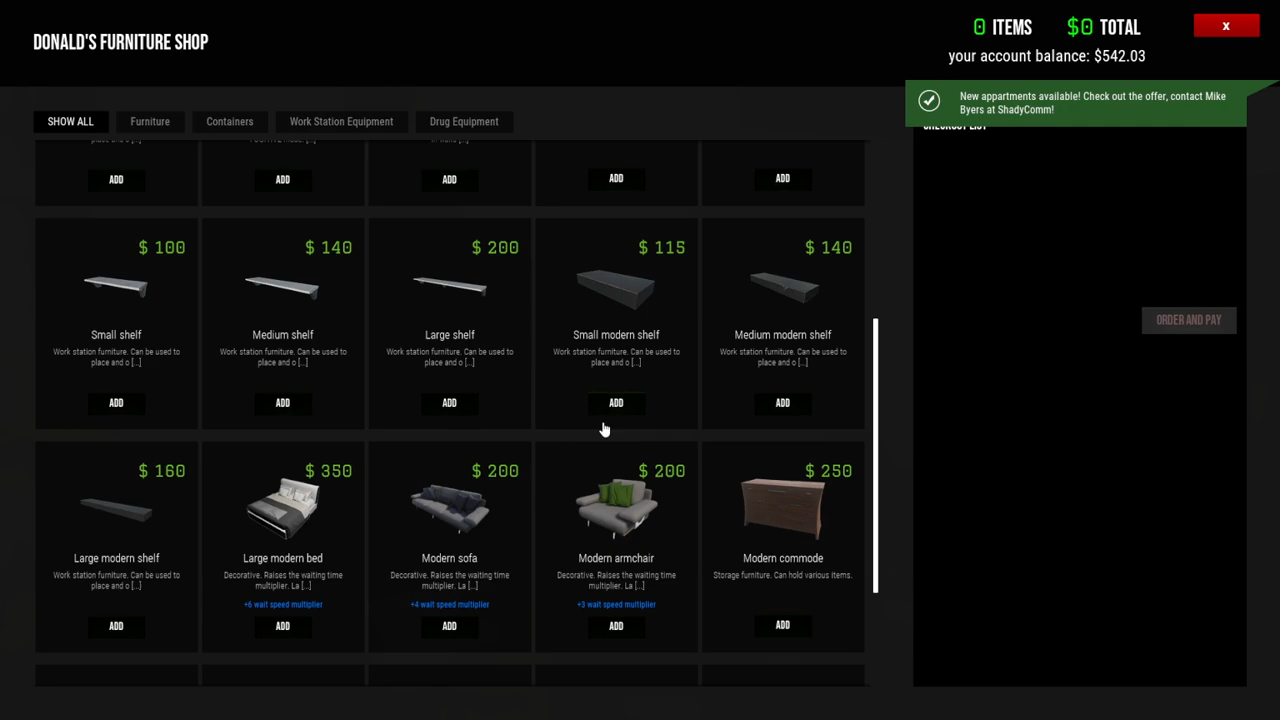 DONALD'S FURNITURE SHOP
0 ITEMS $0 TOTAL
your account balance: $542.03
X
New appartments available! Check out the offer, contact Mike
Byers at ShadyComm!
SHOW ALL
Furniture
Containers
Work Station Equipment
Drug Equipment
ADD
ADD
ADD
ADD
ADD
$ 100
Small shelf
Work station furniture. Can be used to
place and o [...]
ADD
$ 140
Medium shelf
Work station furniture. Can be used to
place and o [...]
ADD
$ 200
Large shelf
Work station furniture. Can be used to
place and o [...]
ADD
$ 115
Small modern shelf
Work station furniture. Can be used to
place and o [...]
ADD
$ 140
Medium modern shelf
Work station furniture. Can be used to
place and o [...]
ADD
$ 160
Large modern shelf
Work station furniture. Can be used to
place and o [...]
ADD
$ 350
Large modern bed
Decorative. Raises the waiting time
multiplier. La [...]
+6 wait speed multiplier
ADD
$ 200
Modern sofa
Decorative. Raises the waiting time
multiplier. La [...]
+4 wait speed multiplier
ADD
$ 200
Modern armchair
Decorative. Raises the waiting time
multiplier. La [...]
+3 wait speed multiplier
ADD
$ 250
Modern commode
Storage furniture. Can hold various items.
ADD
ORDER AND PAY